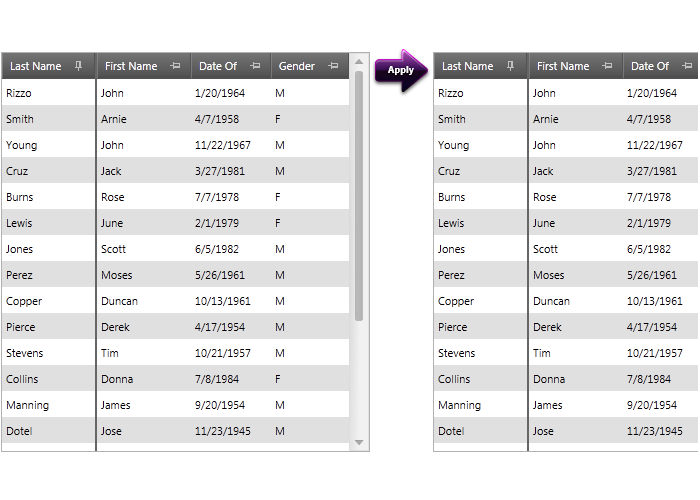 Last Name First Name Date Of Gender
Rizzo John 1/20/1964 M
Smith Arnie 4/7/1958 F
Young John 11/22/1967 M
Cruz Jack 3/27/1981 M
Burns Rose 7/7/1978 F
Lewis June 2/1/1979 F
Jones Scott 6/5/1982 M
Perez Moses 5/26/1961 M
Copper Duncan 10/13/1961 M
Pierce Derek 4/17/1954 M
Stevens Tim 10/21/1957 M
Collins Donna 7/8/1984 F
Manning James 9/20/1954 M
Dotel Jose 11/23/1945 M
Apply
Last Name First Name Date Of
Rizzo John 1/20/1964
Smith Arnie 4/7/1958
Young John 11/22/1967
Cruz Jack 3/27/1981
Burns Rose 7/7/1978
Lewis June 2/1/1979
Jones Scott 6/5/1982
Perez Moses 5/26/1961
Copper Duncan 10/13/1961
Pierce Derek 4/17/1954
Stevens Tim 10/21/1957
Collins Donna 7/8/1984
Manning James 9/20/1954
Dotel Jose 11/23/1945